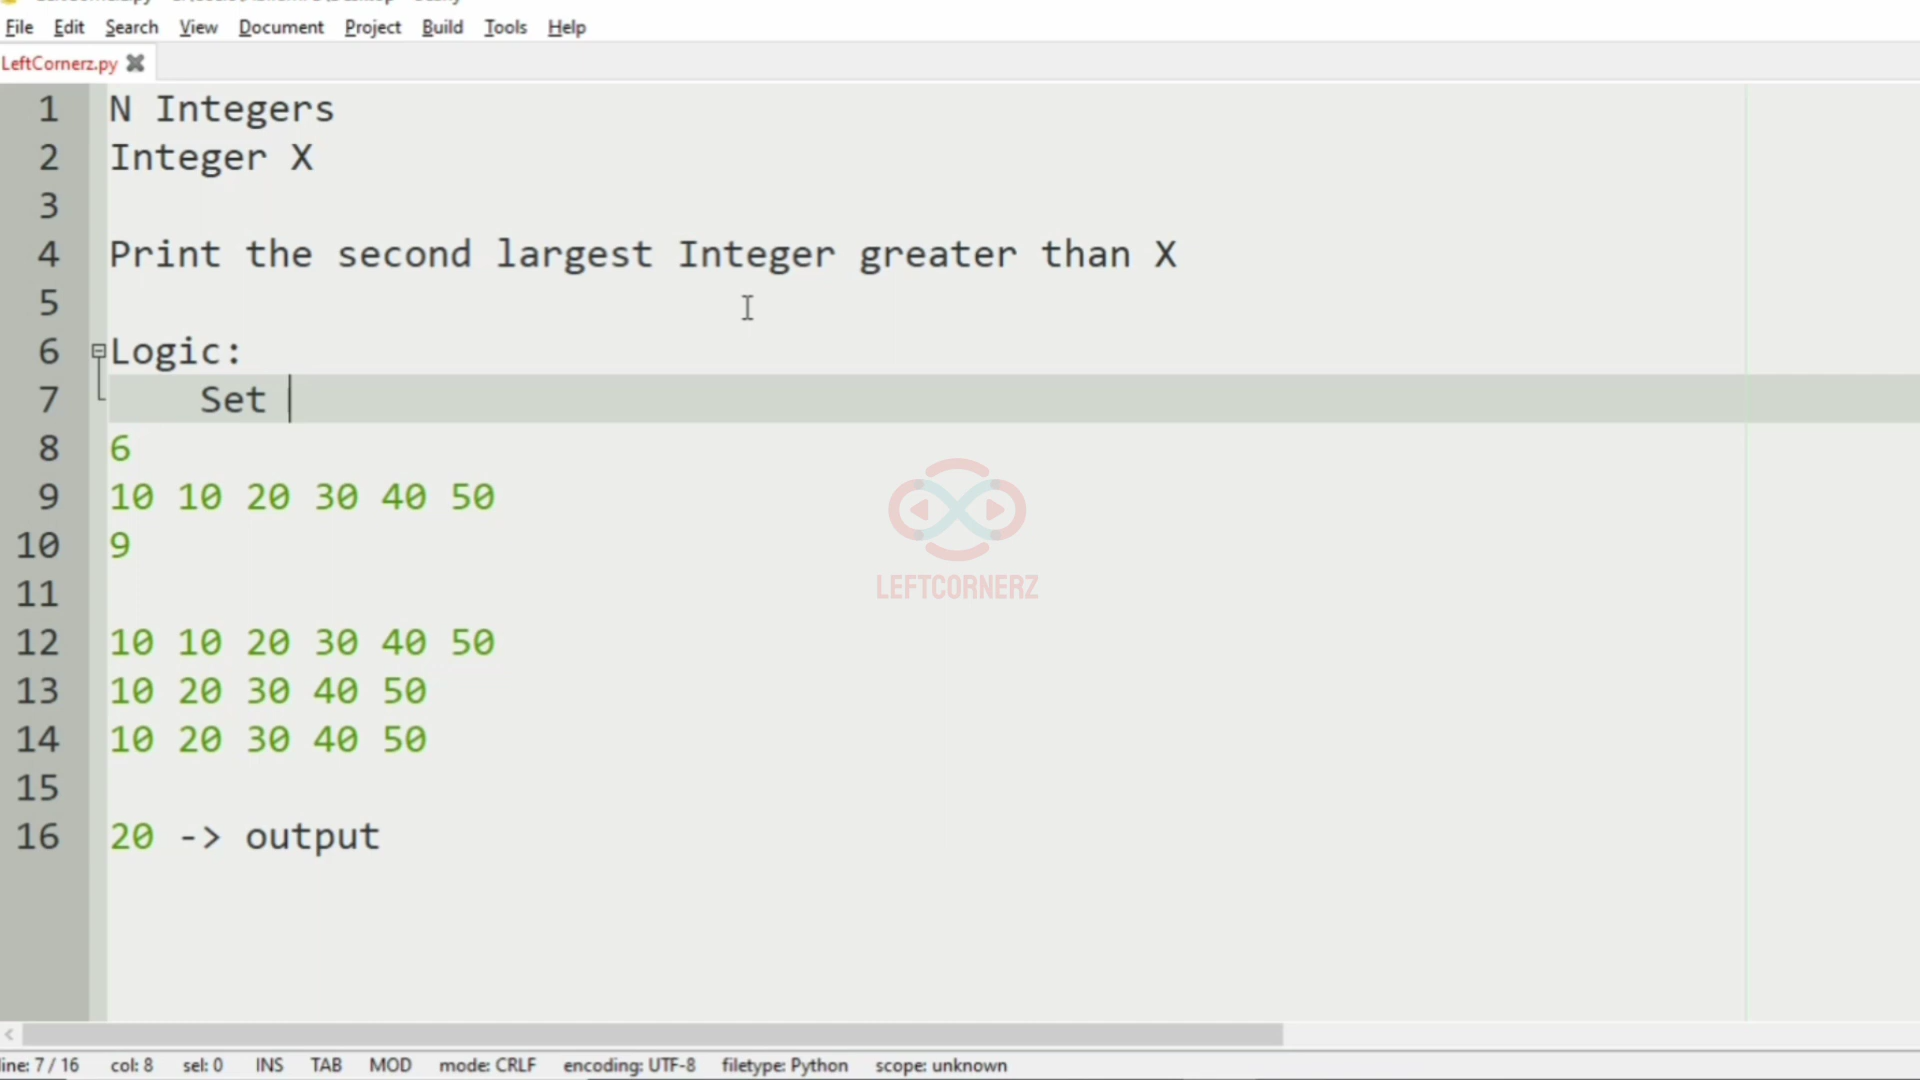 File Edit Search View Document Project Build Tools Help
LeftCornerz.py
1 N Integers
2 Integer X
3
4 Print the second largest Integer greater than X
5
6 Logic:
7 Set
8 6
9 10 10 20 30 40 50
10 9
11
12 10 10 20 30 40 50
13 10 20 30 40 50
14 10 20 30 40 50
15
16 20 -> output
LEFTCORNERZ
line: 7 / 16 col: 8 sel: 0 INS TAB MOD mode: CRLF encoding: UTF-8 filetype: Python scope: unknown